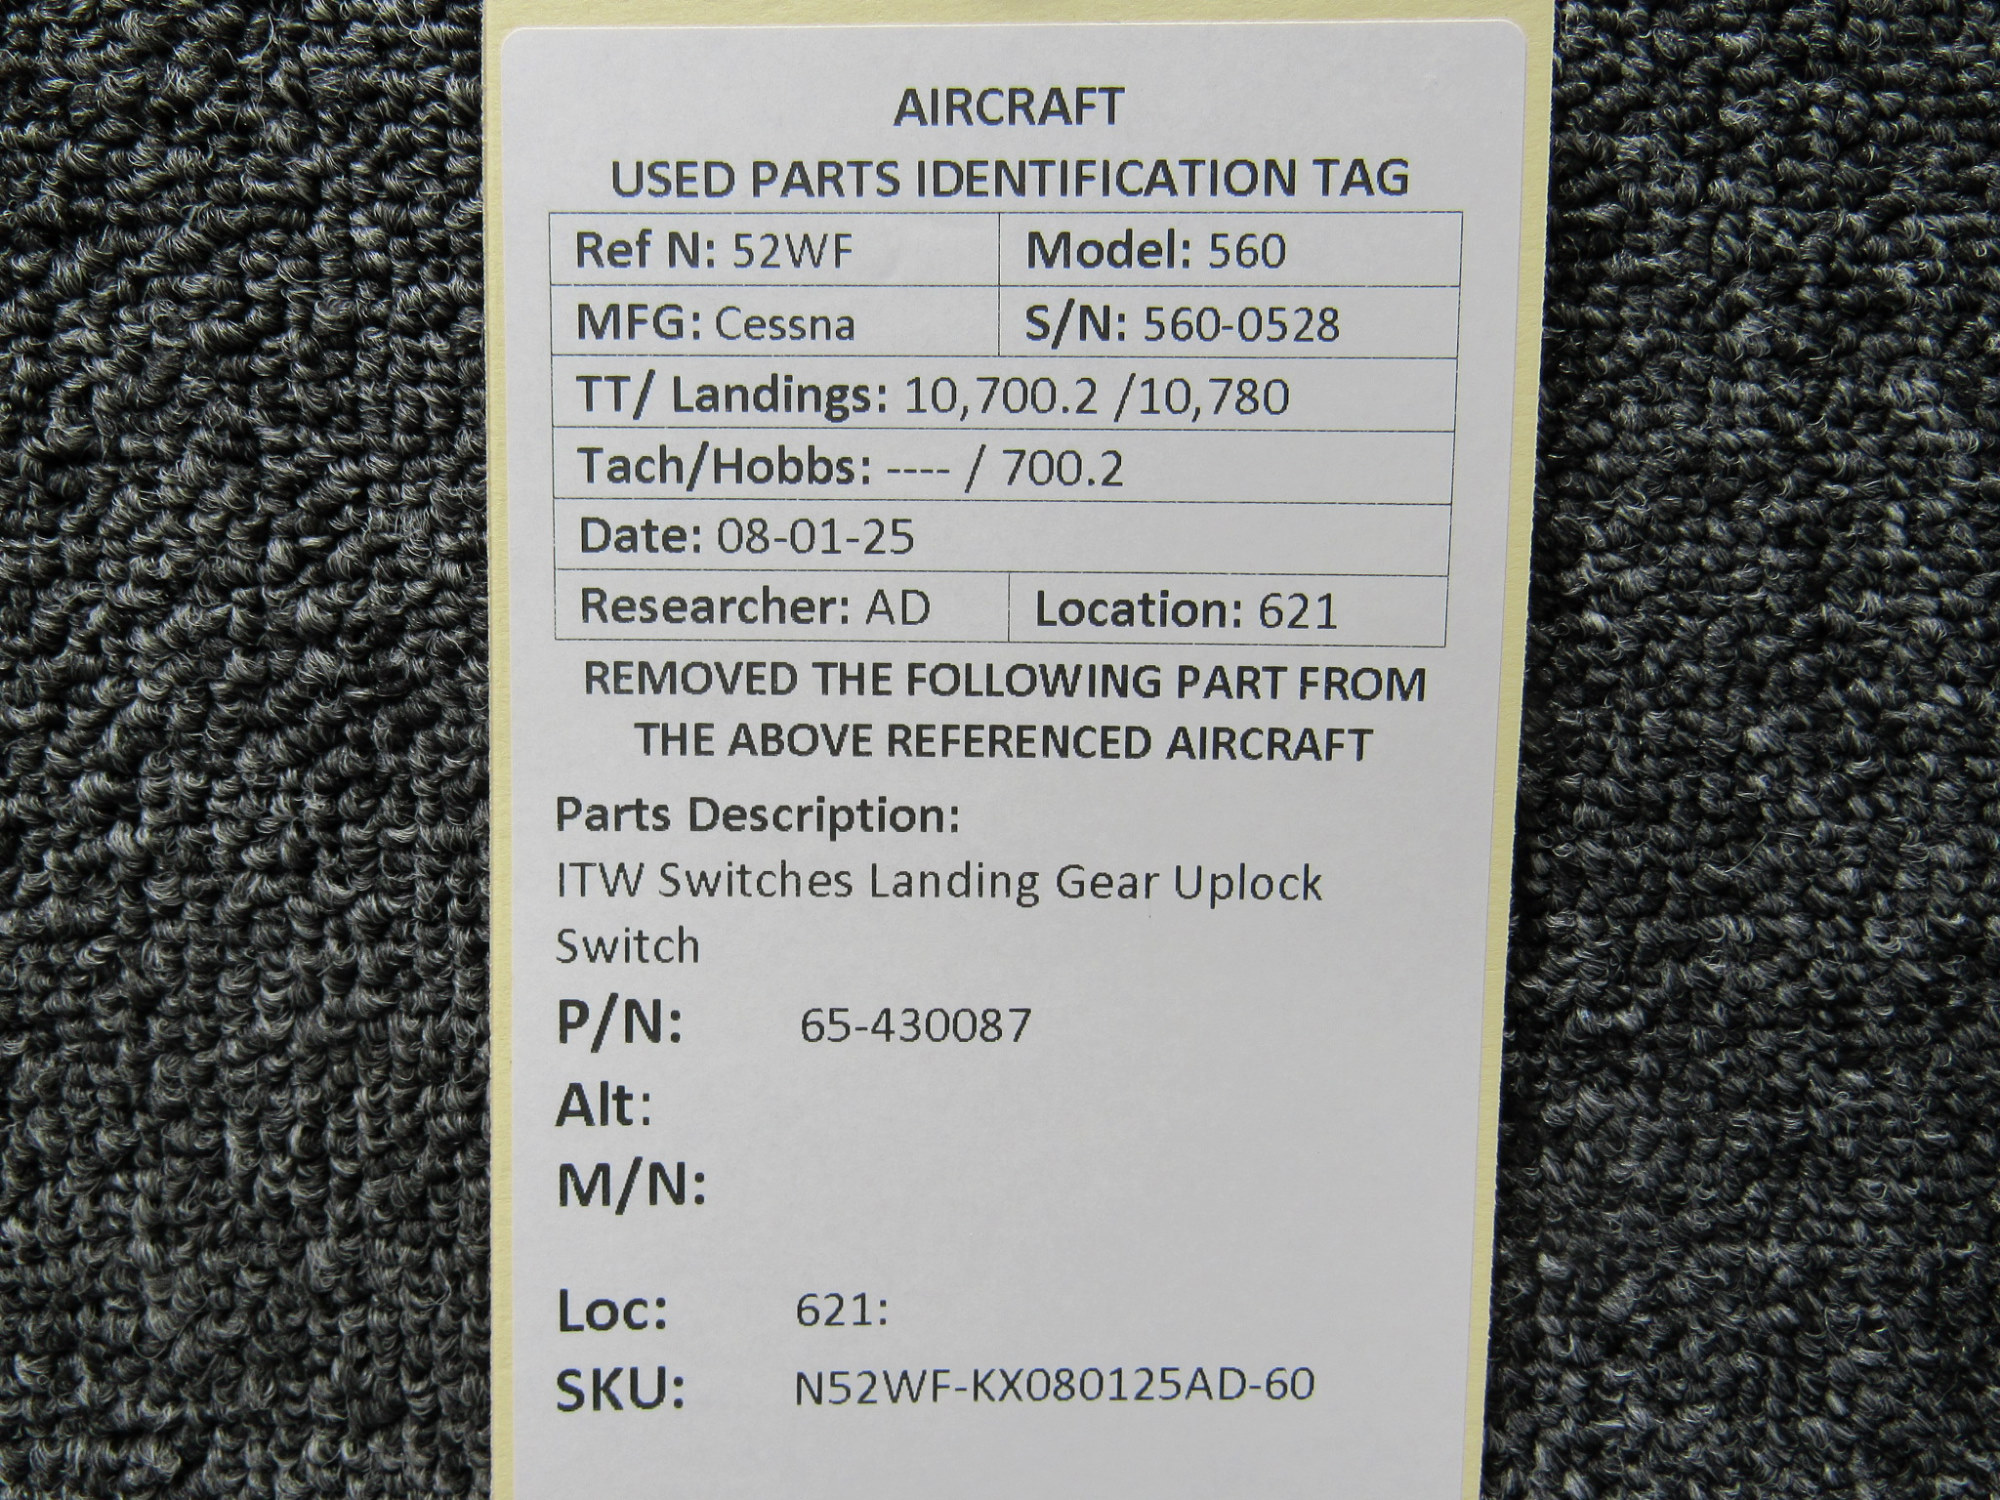 AIRCRAFT
USED PARTS IDENTIFICATION TAG
Ref N: 52WF Model: 560
MFG: Cessna S/N: 560-0528
TT/ Landings: 10,700.2 /10,780
Tach/Hobbs: ---- / 700.2
Date: 08-01-25
Researcher: AD Location: 621
REMOVED THE FOLLOWING PART FROM
THE ABOVE REFERENCED AIRCRAFT
Parts Description:
ITW Switches Landing Gear Uplock
Switch
P/N: 65-430087
Alt:
M/N:
Loc: 621:
SKU: N52WF-KX080125AD-60